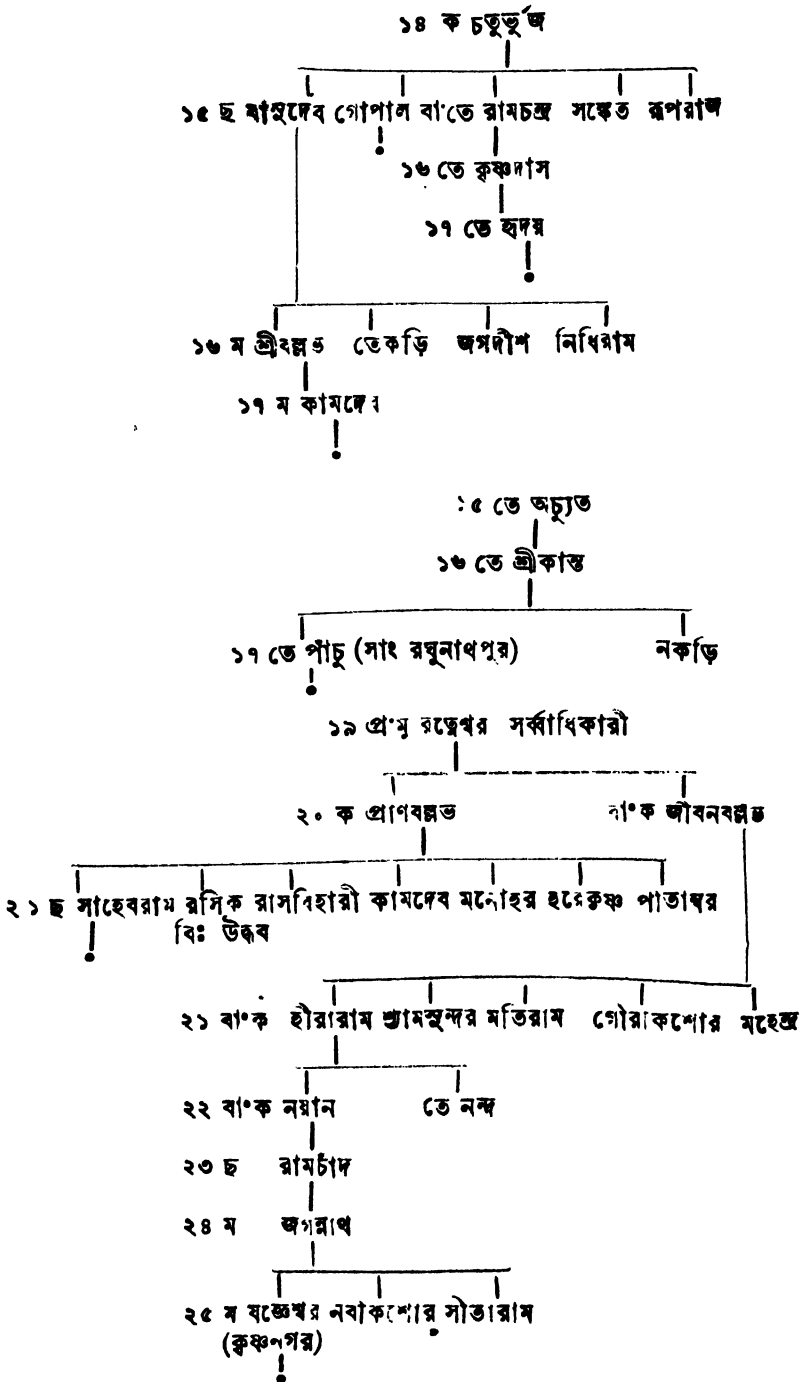 ১৪ ক চতুর্ভুজ
১৫ ছ বাসুদেব গোপাল বা°তে রামচন্দ্র সঙ্কেত রূপরাজ
১৬ তে কৃষ্ণদাস
১৭ তে হৃদয়
১৬ ম শ্রীবল্লভ তেকড়ি জগদীশ নিধিরাম
১৭ ম কামদেব
১৫ তে অচ্যুত
১৬ তে শ্রীকান্ত
১৭ তে পাঁচু (সাং রঘুনাথপুর) নকড়ি
১৯ প্র°মু রত্নেশ্বর সর্ব্বাধিকারী
২০ ক প্রাণবল্লভ বা°ক জীবনবল্লভ
২১ ছ সাহেবরাম রসিক রাসবিহারী কামদেব মনোহর হরেকৃষ্ণ পীতাম্বর
বিঃ উদ্ধব
২১ বা°ক হীরারাম শ্যামসুন্দর মতিরাম গৌরকিশোর মহেন্দ্র
২২ বা°ক নয়ান তে নন্দ
২৩ ছ রামচাঁদ
২৪ ম জগন্নাথ
২৫ ম যজ্ঞেশ্বর নবকিশোর সীতারাম
(কৃষ্ণনগর)